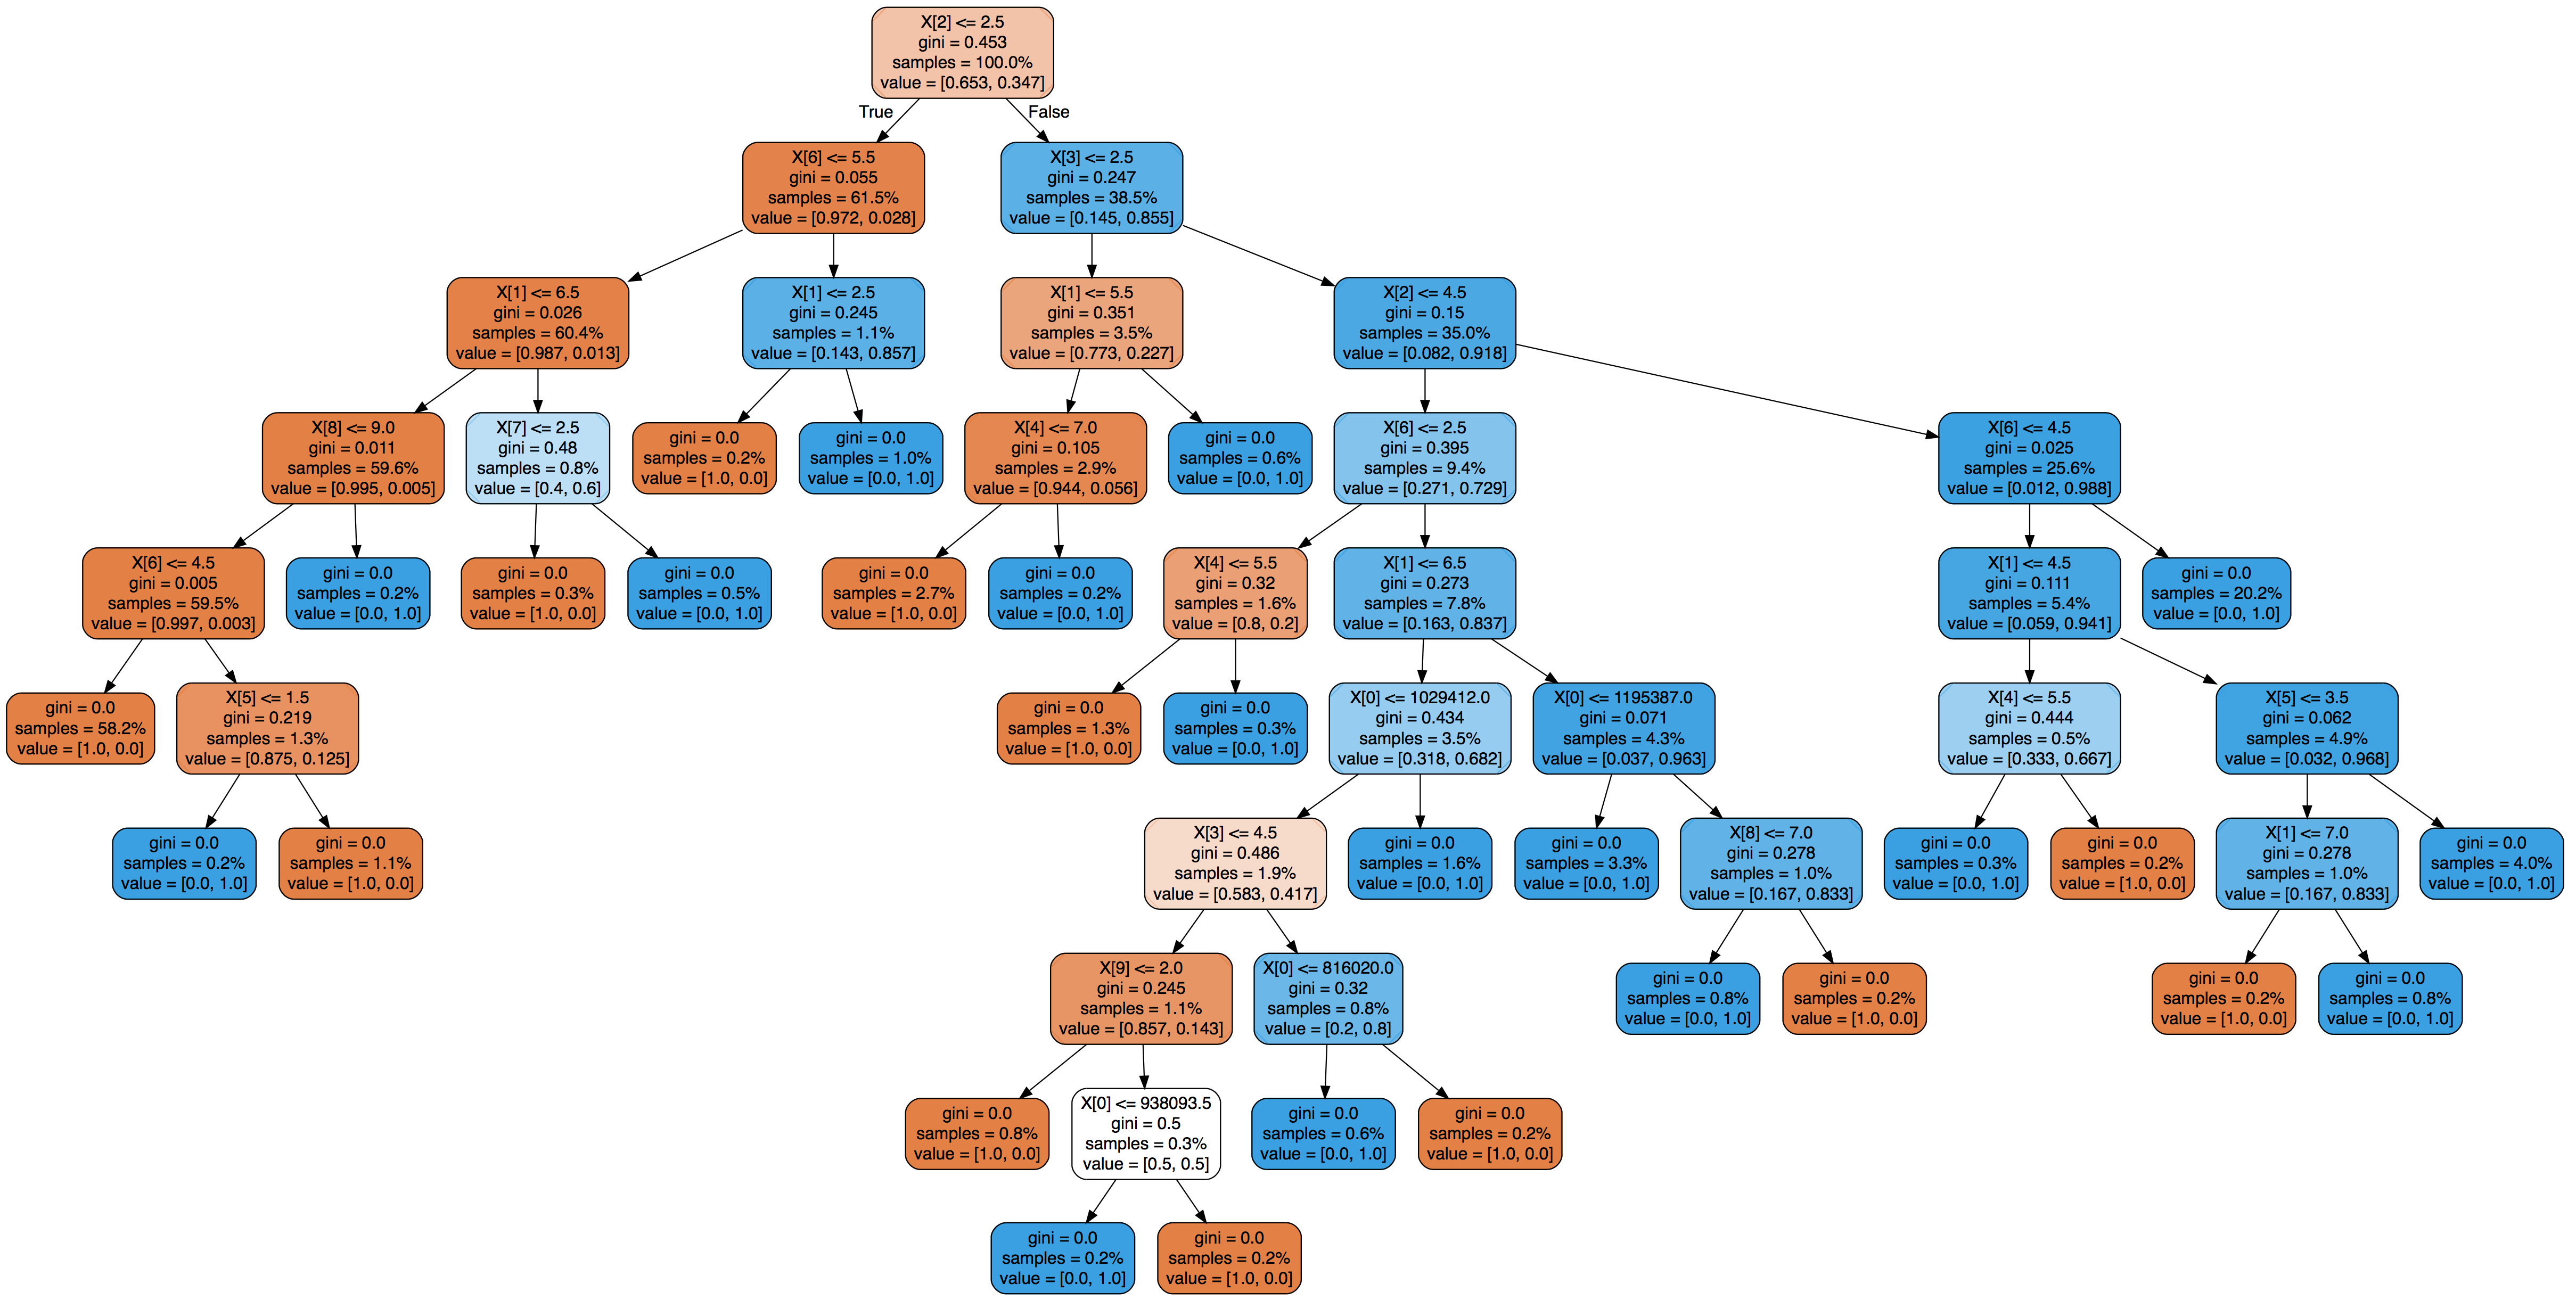 X[2] <= 2.5
gini = 0.453
samples = 100.0%
value = [0.653, 0.347]
True
False
X[6] <= 5.5
gini = 0.055
samples = 61.5%
value = [0.972, 0.028]
X[3] <= 2.5
gini = 0.247
samples = 38.5%
value = [0.145, 0.855]
X[1] <= 6.5
gini = 0.026
samples = 60.4%
value = [0.987, 0.013]
X[1] <= 2.5
gini = 0.245
samples = 1.1%
value = [0.143, 0.857]
X[1] <= 5.5
gini = 0.351
samples = 3.5%
value = [0.773, 0.227]
X[2] <= 4.5
gini = 0.15
samples = 35.0%
value = [0.082, 0.918]
X[8] <= 9.0
gini = 0.011
samples = 59.6%
value = [0.995, 0.005]
X[7] <= 2.5
gini = 0.48
samples = 0.8%
value = [0.4, 0.6]
gini = 0.0
samples = 0.2%
value = [1.0, 0.0]
gini = 0.0
samples = 1.0%
value = [0.0, 1.0]
X[4] <= 7.0
gini = 0.105
samples = 2.9%
value = [0.944, 0.056]
gini = 0.0
samples = 0.6%
value = [0.0, 1.0]
X[6] <= 2.5
gini = 0.395
samples = 9.4%
value = [0.271, 0.729]
X[6] <= 4.5
gini = 0.025
samples = 25.6%
value = [0.012, 0.988]
X[6] <= 4.5
gini = 0.005
samples = 59.5%
value = [0.997, 0.003]
gini = 0.0
samples = 0.2%
value = [0.0, 1.0]
gini = 0.0
samples = 0.3%
value = [1.0, 0.0]
gini = 0.0
samples = 0.5%
value = [0.0, 1.0]
gini = 0.0
samples = 2.7%
value = [1.0, 0.0]
gini = 0.0
samples = 0.2%
value = [0.0, 1.0]
X[4] <= 5.5
gini = 0.32
samples = 1.6%
value = [0.8, 0.2]
X[1] <= 6.5
gini = 0.273
samples = 7.8%
value = [0.163, 0.837]
X[1] <= 4.5
gini = 0.111
samples = 5.4%
value = [0.059, 0.941]
gini = 0.0
samples = 20.2%
value = [0.0, 1.0]
gini = 0.0
samples = 58.2%
value = [1.0, 0.0]
X[5] <= 1.5
gini = 0.219
samples = 1.3%
value = [0.875, 0.125]
gini = 0.0
samples = 1.3%
value = [1.0, 0.0]
gini = 0.0
samples = 0.3%
value = [0.0, 1.0]
X[0] <= 1029412.0
gini = 0.434
samples = 3.5%
value = [0.318, 0.682]
X[0] <= 1195387.0
gini = 0.071
samples = 4.3%
value = [0.037, 0.963]
X[4] <= 5.5
gini = 0.444
samples = 0.5%
value = [0.333, 0.667]
X[5] <= 3.5
gini = 0.062
samples = 4.9%
value = [0.032, 0.968]
gini = 0.0
samples = 0.2%
value = [0.0, 1.0]
gini = 0.0
samples = 1.1%
value = [1.0, 0.0]
X[3] <= 4.5
gini = 0.486
samples = 1.9%
value = [0.583, 0.417]
gini = 0.0
samples = 1.6%
value = [0.0, 1.0]
gini = 0.0
samples = 3.3%
value = [0.0, 1.0]
X[8] <= 7.0
gini = 0.278
samples = 1.0%
value = [0.167, 0.833]
gini = 0.0
samples = 0.3%
value = [0.0, 1.0]
gini = 0.0
samples = 0.2%
value = [1.0, 0.0]
X[1] <= 7.0
gini = 0.278
samples = 1.0%
value = [0.167, 0.833]
gini = 0.0
samples = 4.0%
value = [0.0, 1.0]
X[9] <= 2.0
gini = 0.245
samples = 1.1%
value = [0.857, 0.143]
X[0] <= 816020.0
gini = 0.32
samples = 0.8%
value = [0.2, 0.8]
gini = 0.0
samples = 0.8%
value = [0.0, 1.0]
gini = 0.0
samples = 0.2%
value = [1.0, 0.0]
gini = 0.0
samples = 0.2%
value = [1.0, 0.0]
gini = 0.0
samples = 0.8%
value = [0.0, 1.0]
gini = 0.0
samples = 0.8%
value = [1.0, 0.0]
X[0] <= 938093.5
gini = 0.5
samples = 0.3%
value = [0.5, 0.5]
gini = 0.0
samples = 0.6%
value = [0.0, 1.0]
gini = 0.0
samples = 0.2%
value = [1.0, 0.0]
gini = 0.0
samples = 0.2%
value = [0.0, 1.0]
gini = 0.0
samples = 0.2%
value = [1.0, 0.0]